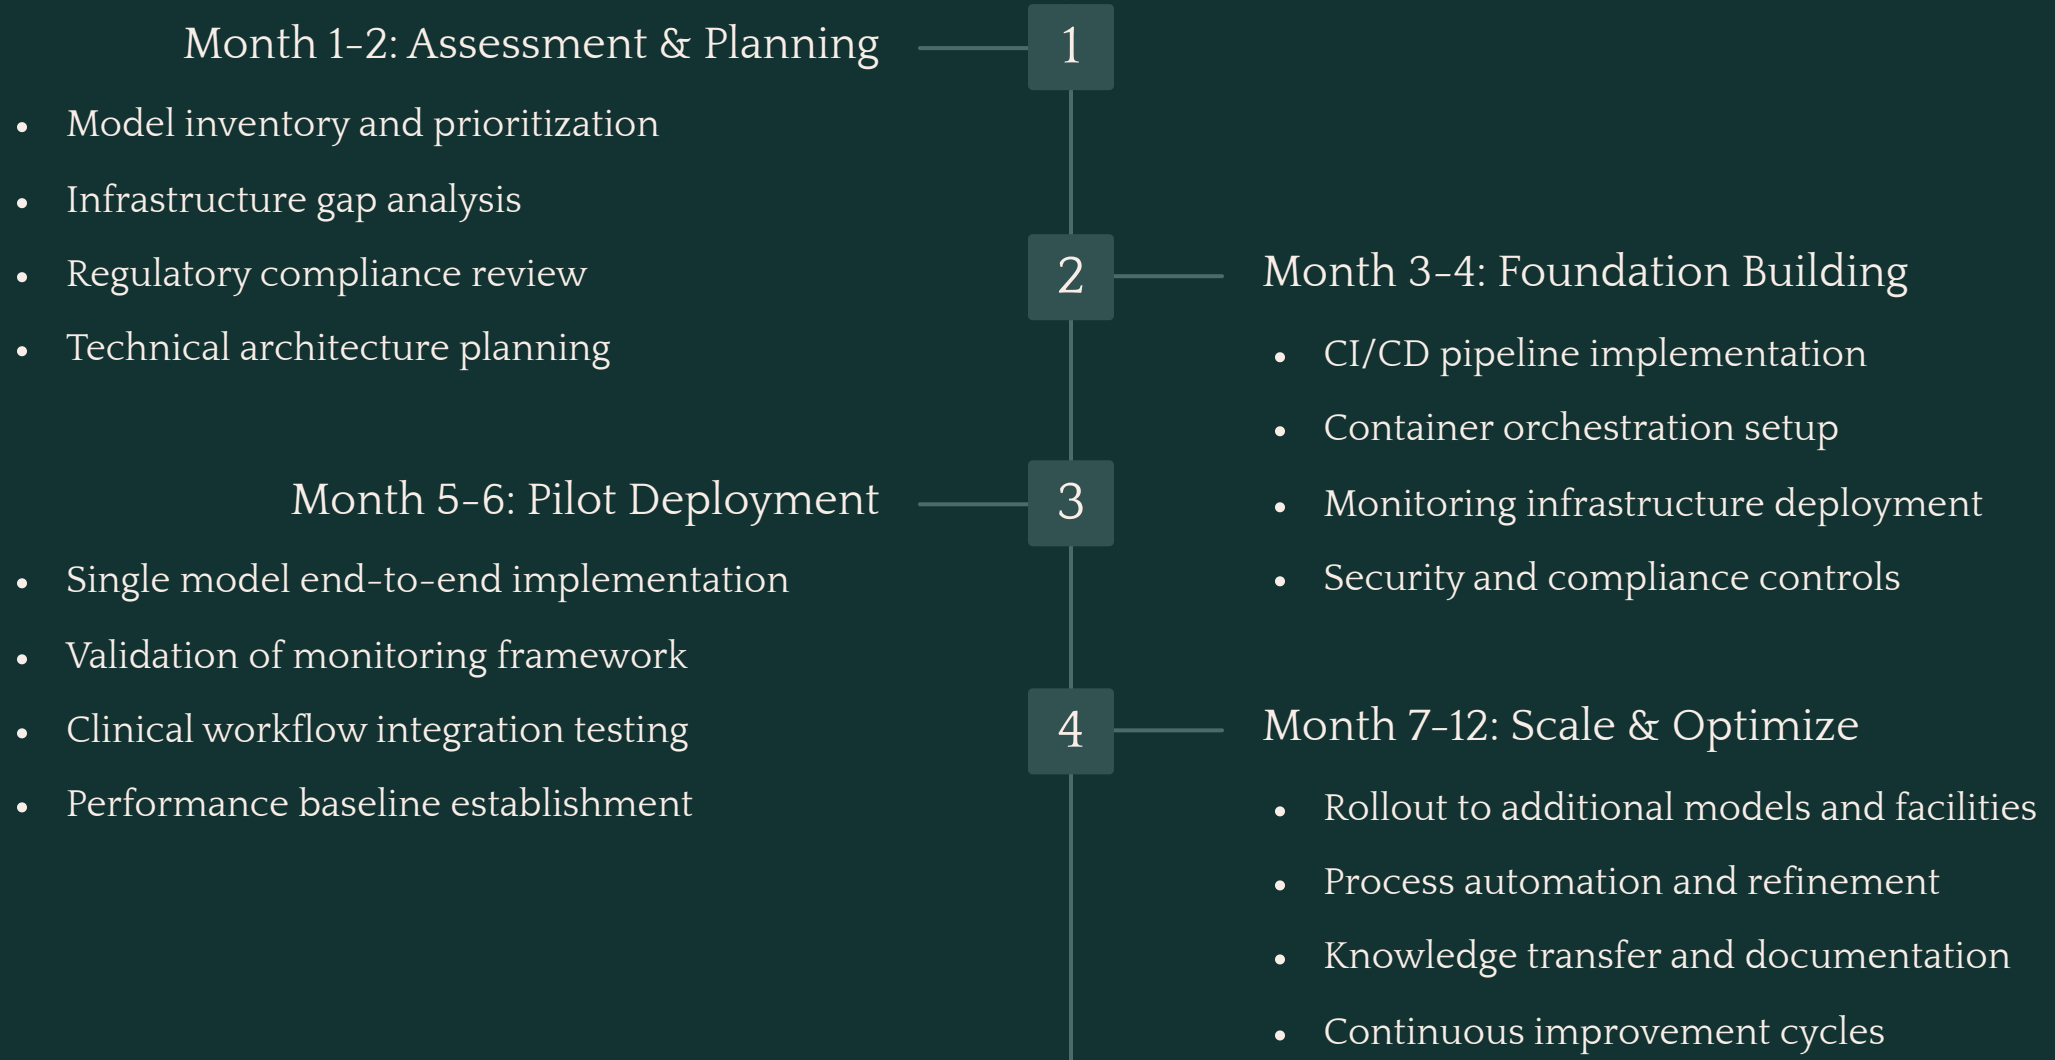 Month 1-2: Assessment & Planning
1
• Model inventory and prioritization
• Infrastructure gap analysis
• Regulatory compliance review
• Technical architecture planning
2
Month 3-4: Foundation Building
• CI/CD pipeline implementation
• Container orchestration setup
• Monitoring infrastructure deployment
• Security and compliance controls
Month 5-6: Pilot Deployment
3
• Single model end-to-end implementation
• Validation of monitoring framework
• Clinical workflow integration testing
• Performance baseline establishment
4
Month 7-12: Scale & Optimize
• Rollout to additional models and facilities
• Process automation and refinement
• Knowledge transfer and documentation
• Continuous improvement cycles